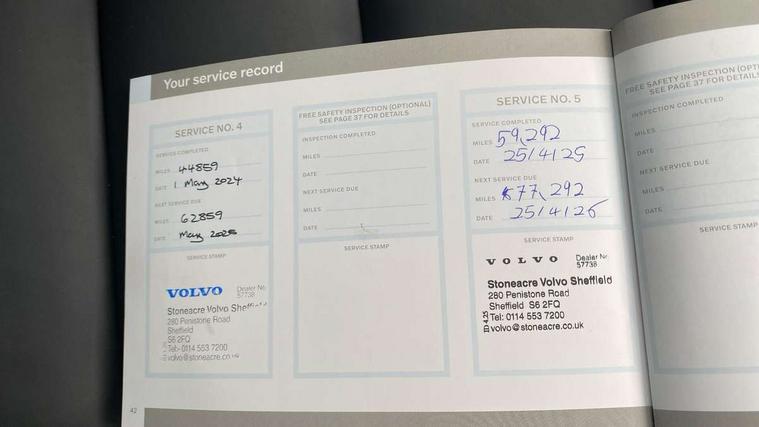 Your service record
SERVICE NO. 4
SERVICE COMPLETED
MILES 44859
DATE 1 May 2024
NEXT SERVICE DUE
MILES 62859
DATE May 2025
SERVICE STAMP
VOLVO Dealer No
57738
Stoneacre Volvo Sheffield
280 Penistone Road
Sheffield
S6 2FQ
Tel:- 0114 553 7200
volvo@stoneacre.co.uk
42
FREE SAFETY INSPECTION (OPTIONAL)
SEE PAGE 37 FOR DETAILS
INSPECTION COMPLETED
MILES
DATE
NEXT SERVICE DUE
MILES
DATE
SERVICE STAMP
SERVICE NO. 5
SERVICE COMPLETED
MILES 59,292
DATE 25/4/25
NEXT SERVICE DUE
MILES 77,292
DATE 25/4/26
SERVICE STAMP
VOLVO Dealer No
57738
Stoneacre Volvo Sheffield
280 Penistone Road
Sheffield S6 2FQ
Tel: 0114 553 7200
volvo@stoneacre.co.uk
FREE SAFETY INSPECTION (OPTI
SEE PAGE 37 FOR DETAILS
INSPECTION COMPLETED
MILES
DATE
NEXT SERVICE DUE
MILES
DATE
SERVICE STAMP